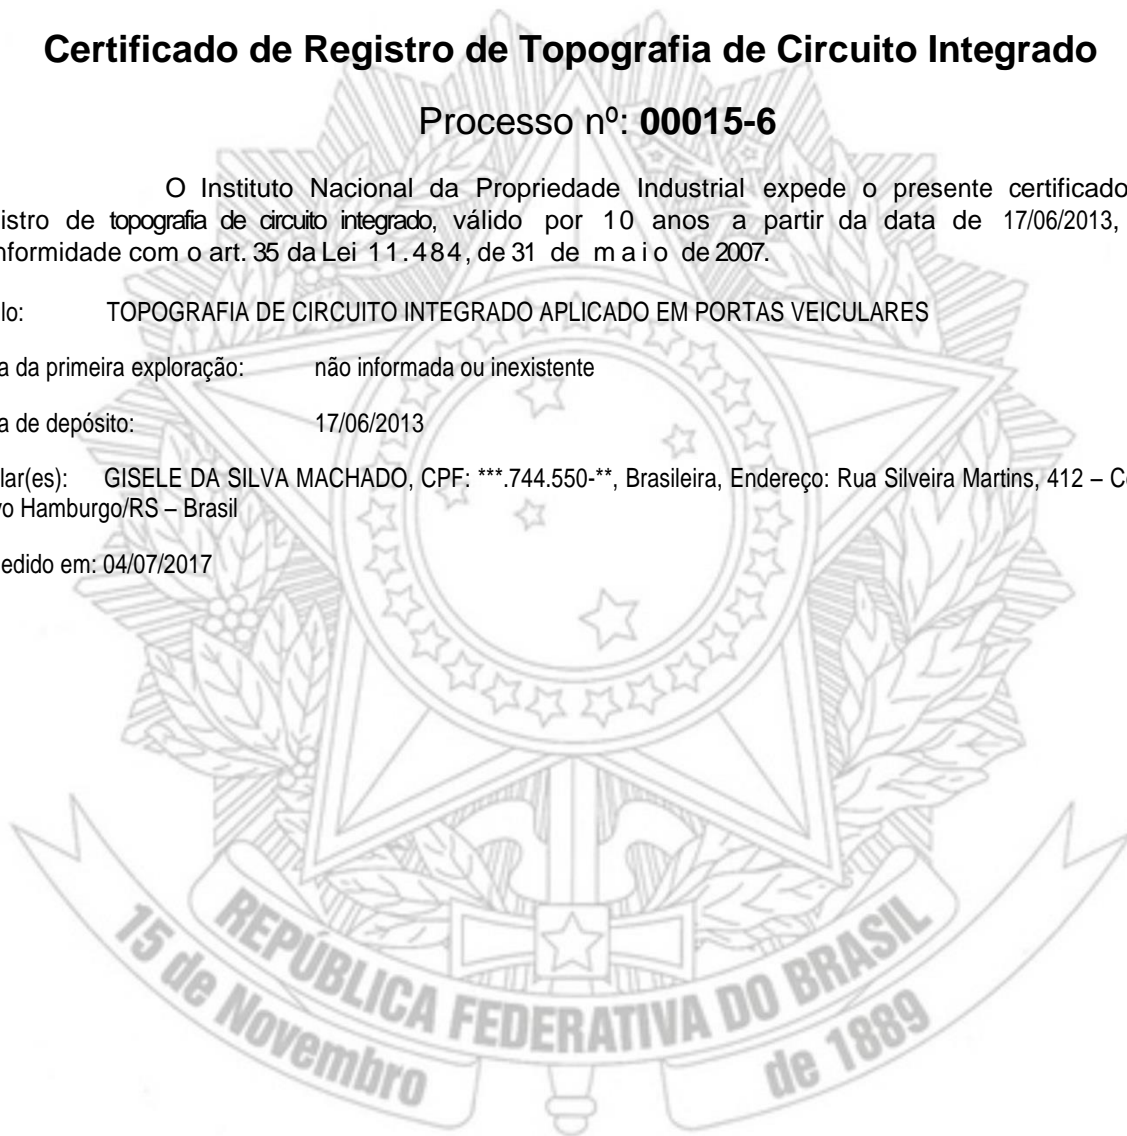 Certificado de Registro de Topografia de Circuito Integrado
Processo nº: 00015-6
O Instituto Nacional da Propriedade Industrial expede o presente certificado
istro de topografia de circuito integrado, válido por 10 anos a partir da data de 17/06/2013,
nformidade com o art. 35 da Lei 11.484, de 31 de maio de 2007.
lo: TOPOGRAFIA DE CIRCUITO INTEGRADO APLICADO EM PORTAS VEICULARES
a da primeira exploração: não informada ou inexistente
a de depósito: 17/06/2013
lar(es): GISELE DA SILVA MACHADO, CPF: ***.744.550-**, Brasileira, Endereço: Rua Silveira Martins, 412 – C
vo Hamburgo/RS – Brasil
edido em: 04/07/2017
REPÚBLICA FEDERATIVA DO BRASIL
15 de Novembro de 1889